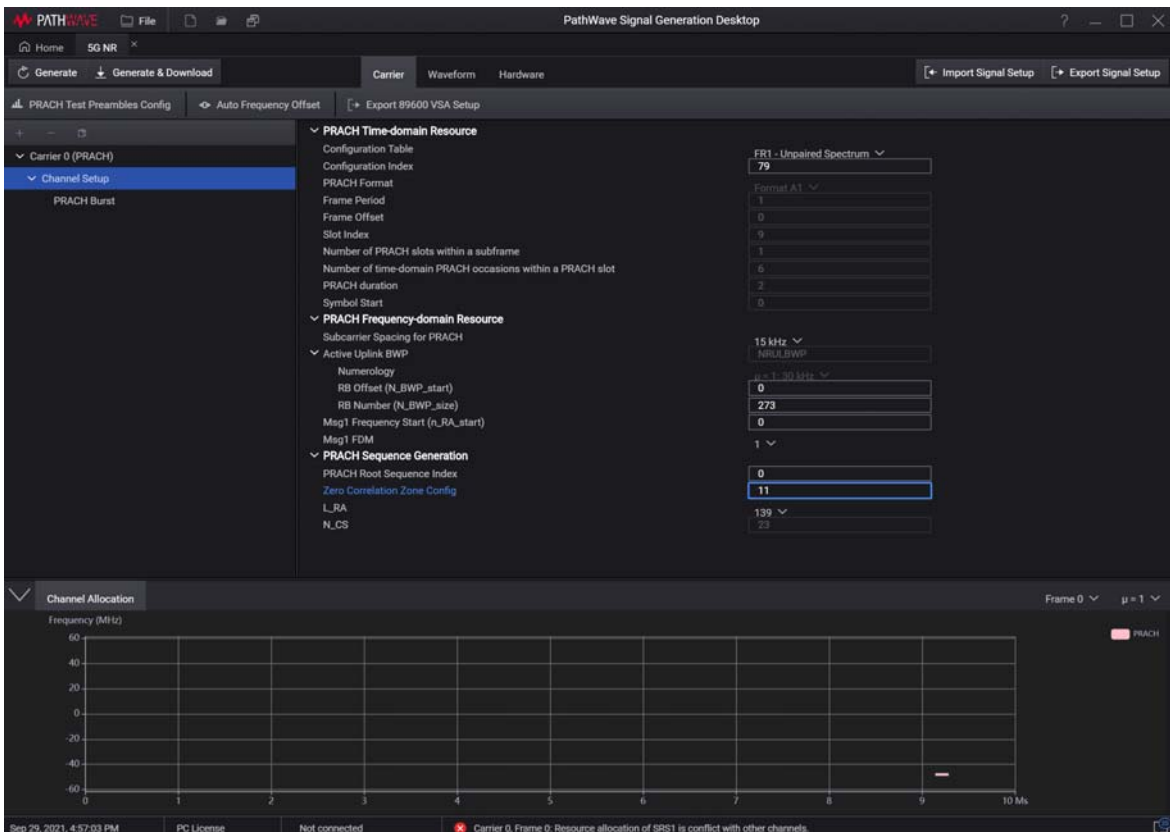 PATHWAVE File PathWave Signal Generation Desktop ?
Home 5G NR ×
Generate Generate & Download Carrier Waveform Hardware Import Signal Setup Export Signal Setup
PRACH Test Preambles Config Auto Frequency Offset Export 89600 VSA Setup
Carrier 0 (PRACH)
Channel Setup
PRACH Burst
PRACH Time-domain Resource
Configuration Table FR1 - Unpaired Spectrum
Configuration Index 79
PRACH Format Format A1
Frame Period 1
Frame Offset 0
Slot Index 9
Number of PRACH slots within a subframe 1
Number of time-domain PRACH occasions within a PRACH slot 6
PRACH duration 2
Symbol Start 0
PRACH Frequency-domain Resource
Subcarrier Spacing for PRACH 15 kHz
Active Uplink BWP NRULBWP
Numerology μ = 1: 30 kHz
RB Offset (N_BWP_start) 0
RB Number (N_BWP_size) 273
Msg1 Frequency Start (n_RA_start) 0
Msg1 FDM 1
PRACH Sequence Generation
PRACH Root Sequence Index 0
Zero Correlation Zone Config 11
L_RA 139
N_CS 23
Channel Allocation Frame 0 μ = 1
Frequency (MHz)
PRACH
60
40
20
0
-20
-40
-60
0 1 2 3 4 5 6 7 8 9 10 Ms
Sep 29, 2021, 4:57:03 PM PC License Not connected Carrier 0, Frame 0: Resource allocation of SRS1 is conflict with other channels.